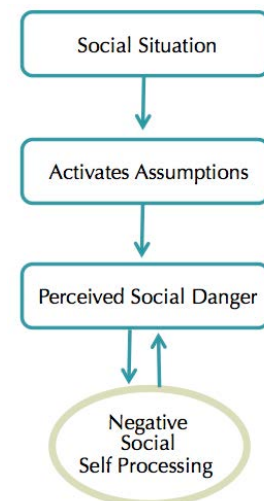 Social Situation
Activates Assumptions
Perceived Social Danger
Negative
Social
Self Processing